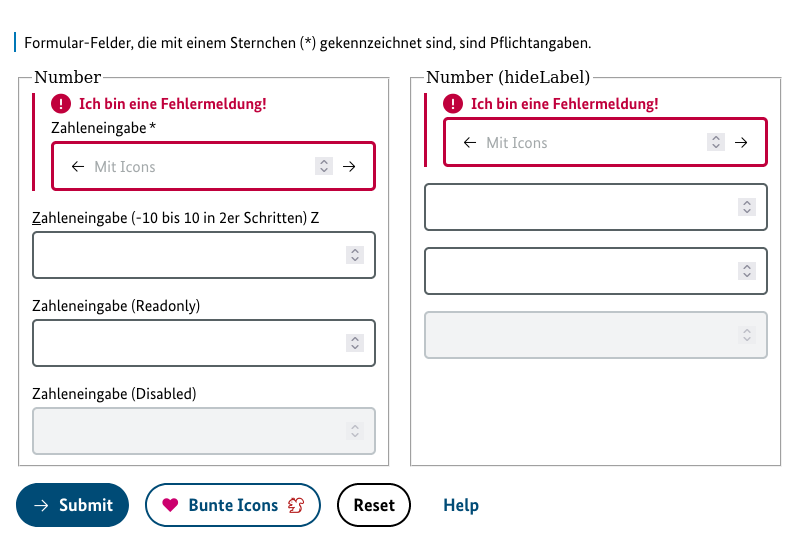 Formular-Felder, die mit einem Sternchen (*) gekennzeichnet sind, sind Pflichtangaben.
Number
Ich bin eine Fehlermeldung!
Zahleneingabe *
Mit Icons
Zahleneingabe (-10 bis 10 in 2er Schritten) Z
Zahleneingabe (Readonly)
Zahleneingabe (Disabled)
Number (hideLabel)
Ich bin eine Fehlermeldung!
Mit Icons
Submit
Bunte Icons
Reset
Help